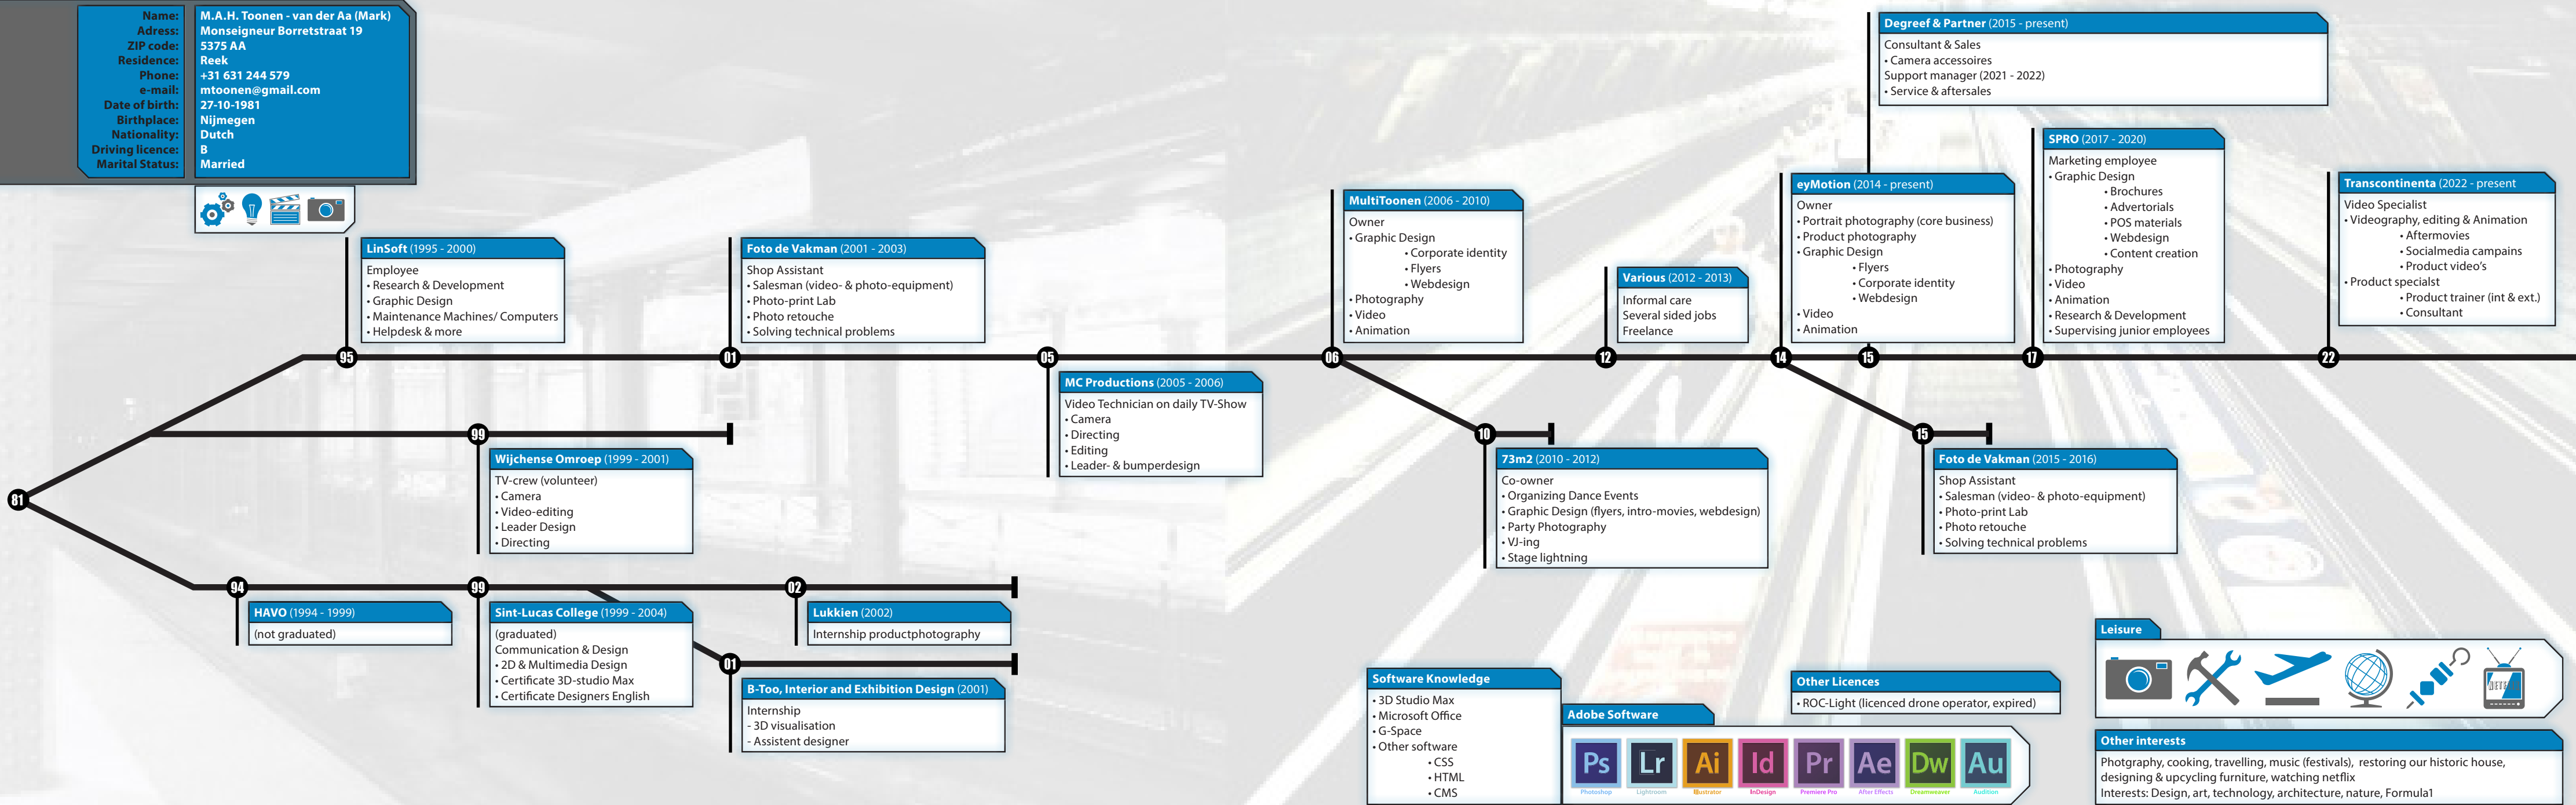 Name: M.A.H. Toonen - van der Aa (Mark)
Adress: Monseigneur Borretstraat 19
ZIP code: 5375 AA
Residence: Reek
Phone: +31 631 244 579
e-mail: mtoonen@gmail.com
Date of birth: 27-10-1981
Birthplace: Nijmegen
Nationality: Dutch
Driving licence: B
Marital Status: Married
81
95
LinSoft (1995 - 2000)
Employee
• Research & Development
• Graphic Design
• Maintenance Machines/ Computers
• Helpdesk & more
01
Foto de Vakman (2001 - 2003)
Shop Assistant
• Salesman (video- & photo-equipment)
• Photo-print Lab
• Photo retouche
• Solving technical problems
05
MC Productions (2005 - 2006)
Video Technician on daily TV-Show
• Camera
• Directing
• Editing
• Leader- & bumperdesign
06
MultiToonen (2006 - 2010)
Owner
• Graphic Design
• Corporate identity
• Flyers
• Webdesign
• Photography
• Video
• Animation
12
Various (2012 - 2013)
Informal care
Several sided jobs
Freelance
14
eyMotion (2014 - present)
Owner
• Portrait photography (core business)
• Product photography
• Graphic Design
• Flyers
• Corporate identity
• Webdesign
• Video
• Animation
15
Degreef & Partner (2015 - present)
Consultant & Sales
• Camera accessoires
Support manager (2021 - 2022)
• Service & aftersales
17
SPRO (2017 - 2020)
Marketing employee
• Graphic Design
• Brochures
• Advertorials
• POS materials
• Webdesign
• Content creation
• Photography
• Video
• Animation
• Research & Development
• Supervising junior employees
22
Transcontinenta (2022 - present
Video Specialist
• Videography, editing & Animation
• Aftermovies
• Socialmedia campains
• Product video's
• Product specialst
• Product trainer (int & ext.)
• Consultant
99
Wijchense Omroep (1999 - 2001)
TV-crew (volunteer)
• Camera
• Video-editing
• Leader Design
• Directing
10
73m2 (2010 - 2012)
Co-owner
• Organizing Dance Events
• Graphic Design (flyers, intro-movies, webdesign)
• Party Photography
• VJ-ing
• Stage lightning
15
Foto de Vakman (2015 - 2016)
Shop Assistant
• Salesman (video- & photo-equipment)
• Photo-print Lab
• Photo retouche
• Solving technical problems
94
HAVO (1994 - 1999)
(not graduated)
99
Sint-Lucas College (1999 - 2004)
(graduated)
Communication & Design
• 2D & Multimedia Design
• Certificate 3D-studio Max
• Certificate Designers English
02
Lukkien (2002)
Internship productphotography
01
B-Too, Interior and Exhibition Design (2001)
Internship
- 3D visualisation
- Assistent designer
Software Knowledge
• 3D Studio Max
• Microsoft Office
• G-Space
• Other software
• CSS
• HTML
• CMS
Adobe Software
Ps Lr Ai Id Pr Ae Dw Au
Photoshop Lightroom Illustrator InDesign Premiere Pro After Effects Dreamweaver Audition
Other Licences
• ROC-Light (licenced drone operator, expired)
Leisure
Other interests
Photgraphy, cooking, travelling, music (festivals), restoring our historic house,
designing & upcycling furniture, watching netflix
Interests: Design, art, technology, architecture, nature, Formula1